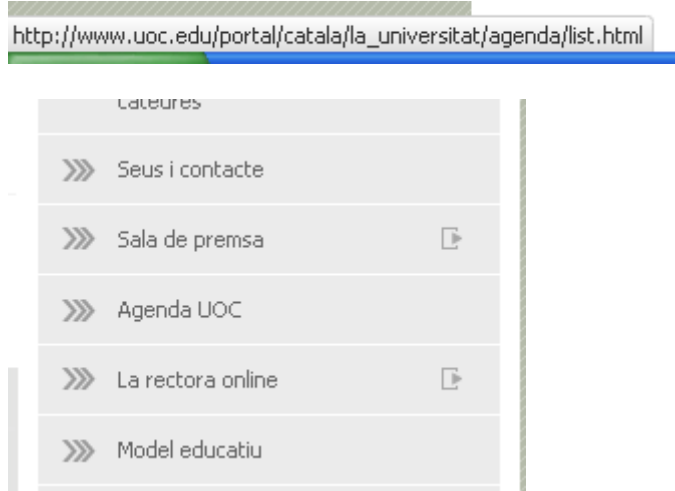 http://www.uoc.edu/portal/catala/la_universitat/agenda/list.html
càtedres
Seus i contacte
Sala de premsa
Agenda UOC
La rectora online
Model educatiu